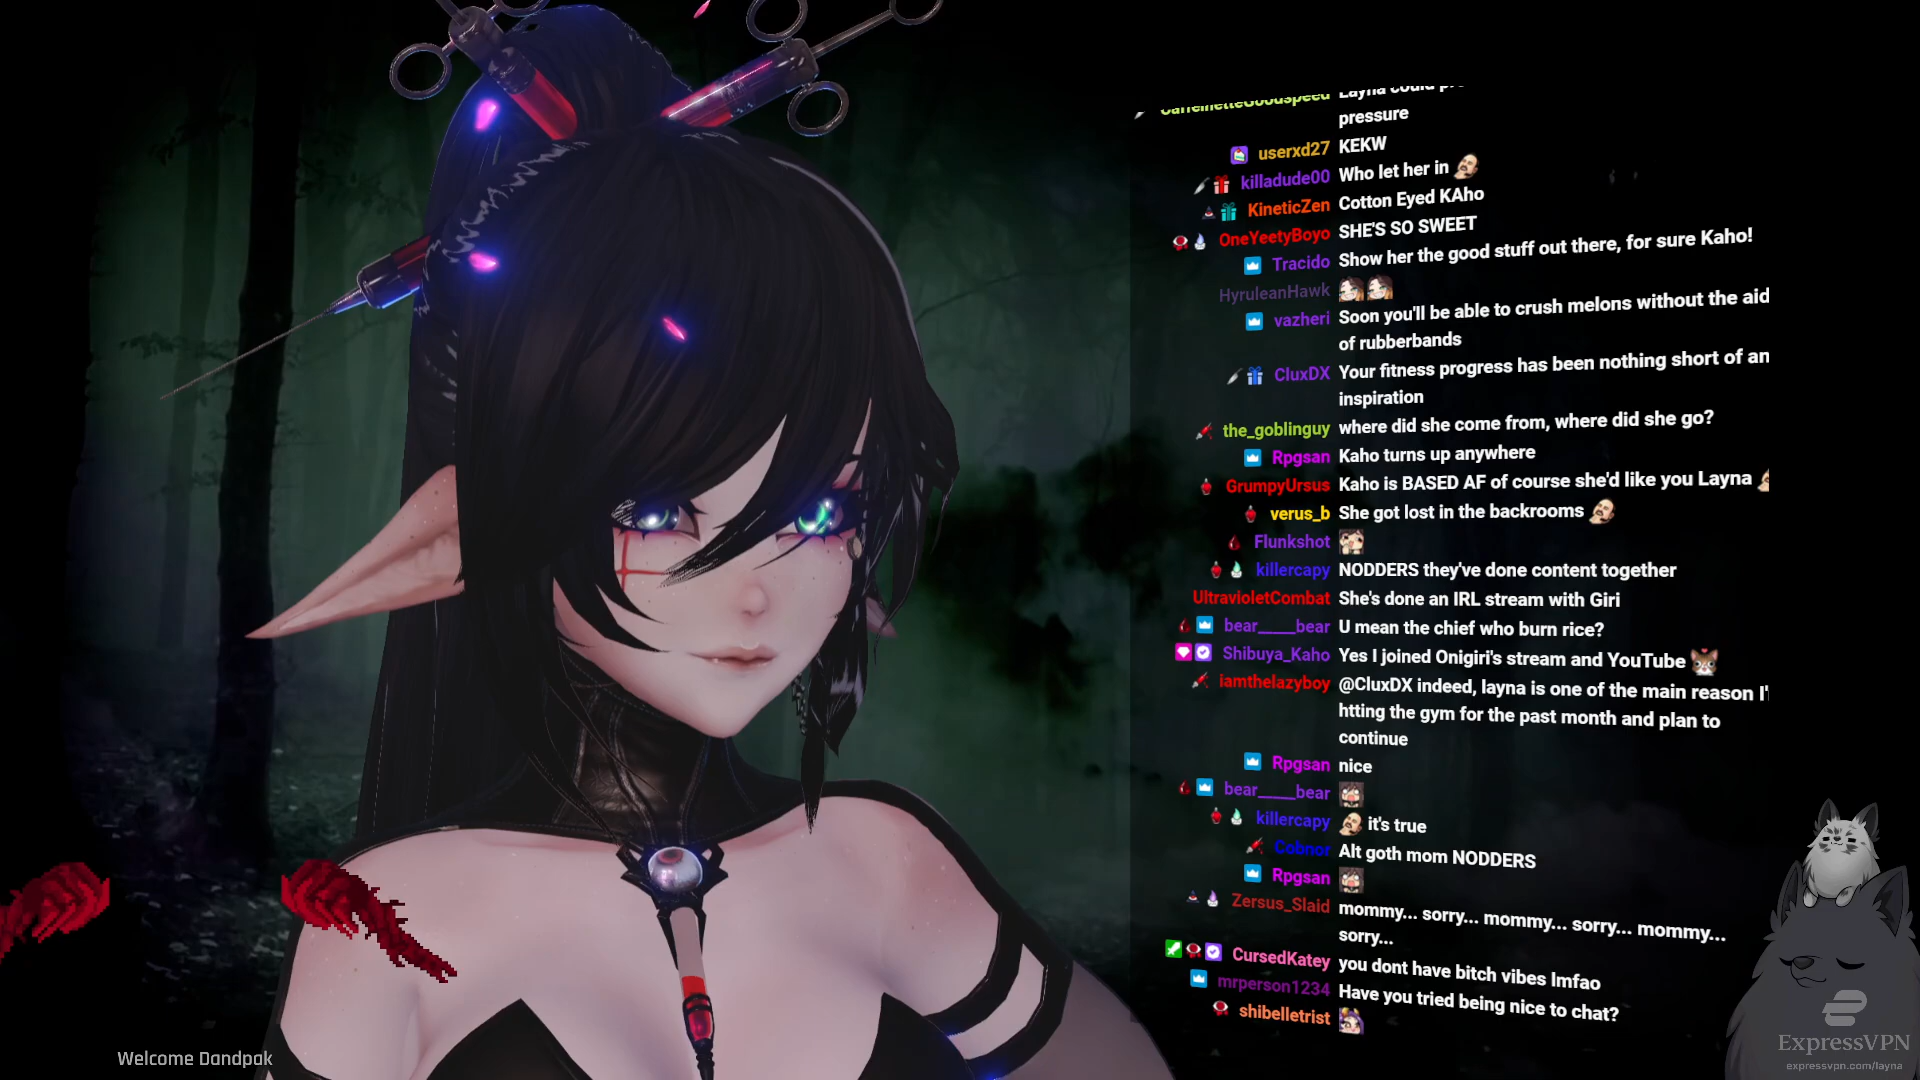 CaffeinetteGoodspeed Layna could
pressure
userxd27 KEKW
killadude00 Who let her in
KineticZen Cotton Eyed KAho
OneYeetyBoyo SHE'S SO SWEET
Tracido Show her the good stuff out there, for sure Kaho!
HyruleanHawk
vazheri Soon you'll be able to crush melons without the aid
of rubberbands
CluxDX Your fitness progress has been nothing short of an
inspiration
the_goblinguy where did she come from, where did she go?
Rpgsan Kaho turns up anywhere
GrumpyUrsus Kaho is BASED AF of course she'd like you Layna
verus_b She got lost in the backrooms
Flunkshot
killercapy NODDERS they've done content together
UltravioletCombat She's done an IRL stream with Giri
bear_____bear U mean the chief who burn rice?
Shibuya_Kaho Yes I joined Onigiri's stream and YouTube
iamthelazyboy @CluxDX indeed, layna is one of the main reason I'
htting the gym for the past month and plan to
continue
Rpgsan nice
bear_____bear
killercapy it's true
Cobnor Alt goth mom NODDERS
Rpgsan
Zersus_Slaid mommy... sorry... mommy... sorry... mommy...
sorry...
CursedKatey you dont have bitch vibes lmfao
mrperson1234 Have you tried being nice to chat?
shibelletrist
Welcome Dandpak
ExpressVPN
expressvpn.com/layna